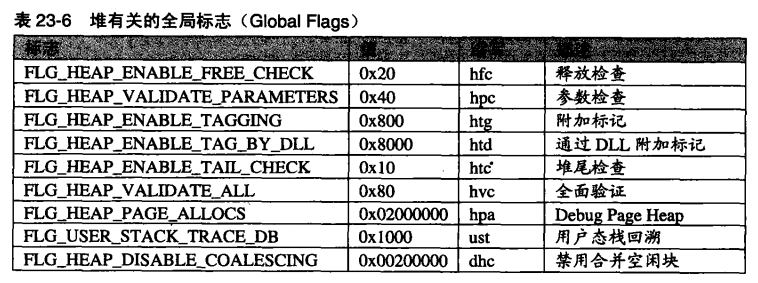 表 23-6 堆有关的全局标志（Global Flags）
标志 值 缩写 描述
FLG_HEAP_ENABLE_FREE_CHECK 0x20 hfc 释放检查
FLG_HEAP_VALIDATE_PARAMETERS 0x40 hpc 参数检查
FLG_HEAP_ENABLE_TAGGING 0x800 htg 附加标记
FLG_HEAP_ENABLE_TAG_BY_DLL 0x8000 htd 通过 DLL 附加标记
FLG_HEAP_ENABLE_TAIL_CHECK 0x10 htc 堆尾检查
FLG_HEAP_VALIDATE_ALL 0x80 hvc 全面验证
FLG_HEAP_PAGE_ALLOCS 0x02000000 hpa Debug Page Heap
FLG_USER_STACK_TRACE_DB 0x1000 ust 用户态栈回溯
FLG_HEAP_DISABLE_COALESCING 0x00200000 dhc 禁用合并空闲块